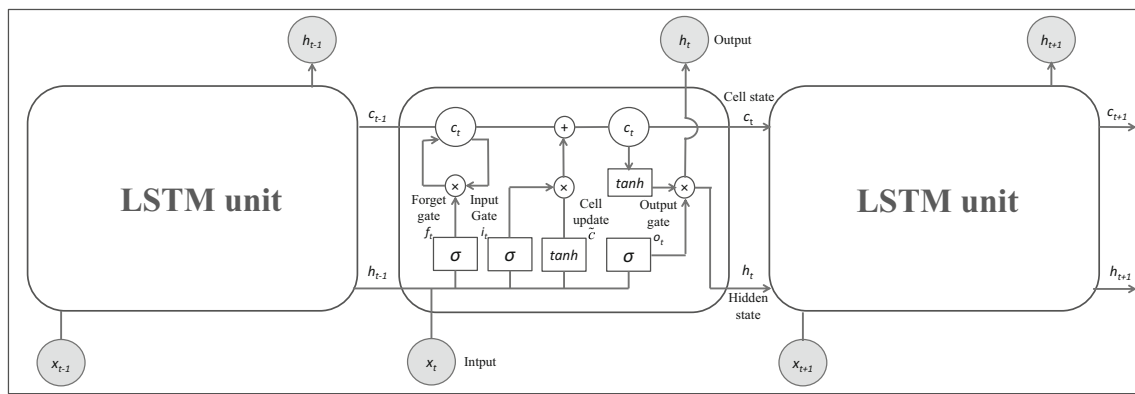 h_{t-1}
h_t Output
h_{t+1}
LSTM unit
c_{t-1}
c_t
+
c_t
Cell state
c_t
LSTM unit
c_{t+1}
tanh
×
×
×
Forget
gate
f_t
Input
Gate
i_t
Cell
update
c̃
Output
gate
o_t
σ
σ
tanh
σ
h_{t-1}
h_t
Hidden
state
h_{t+1}
x_{t-1}
x_t Intput
x_{t+1}